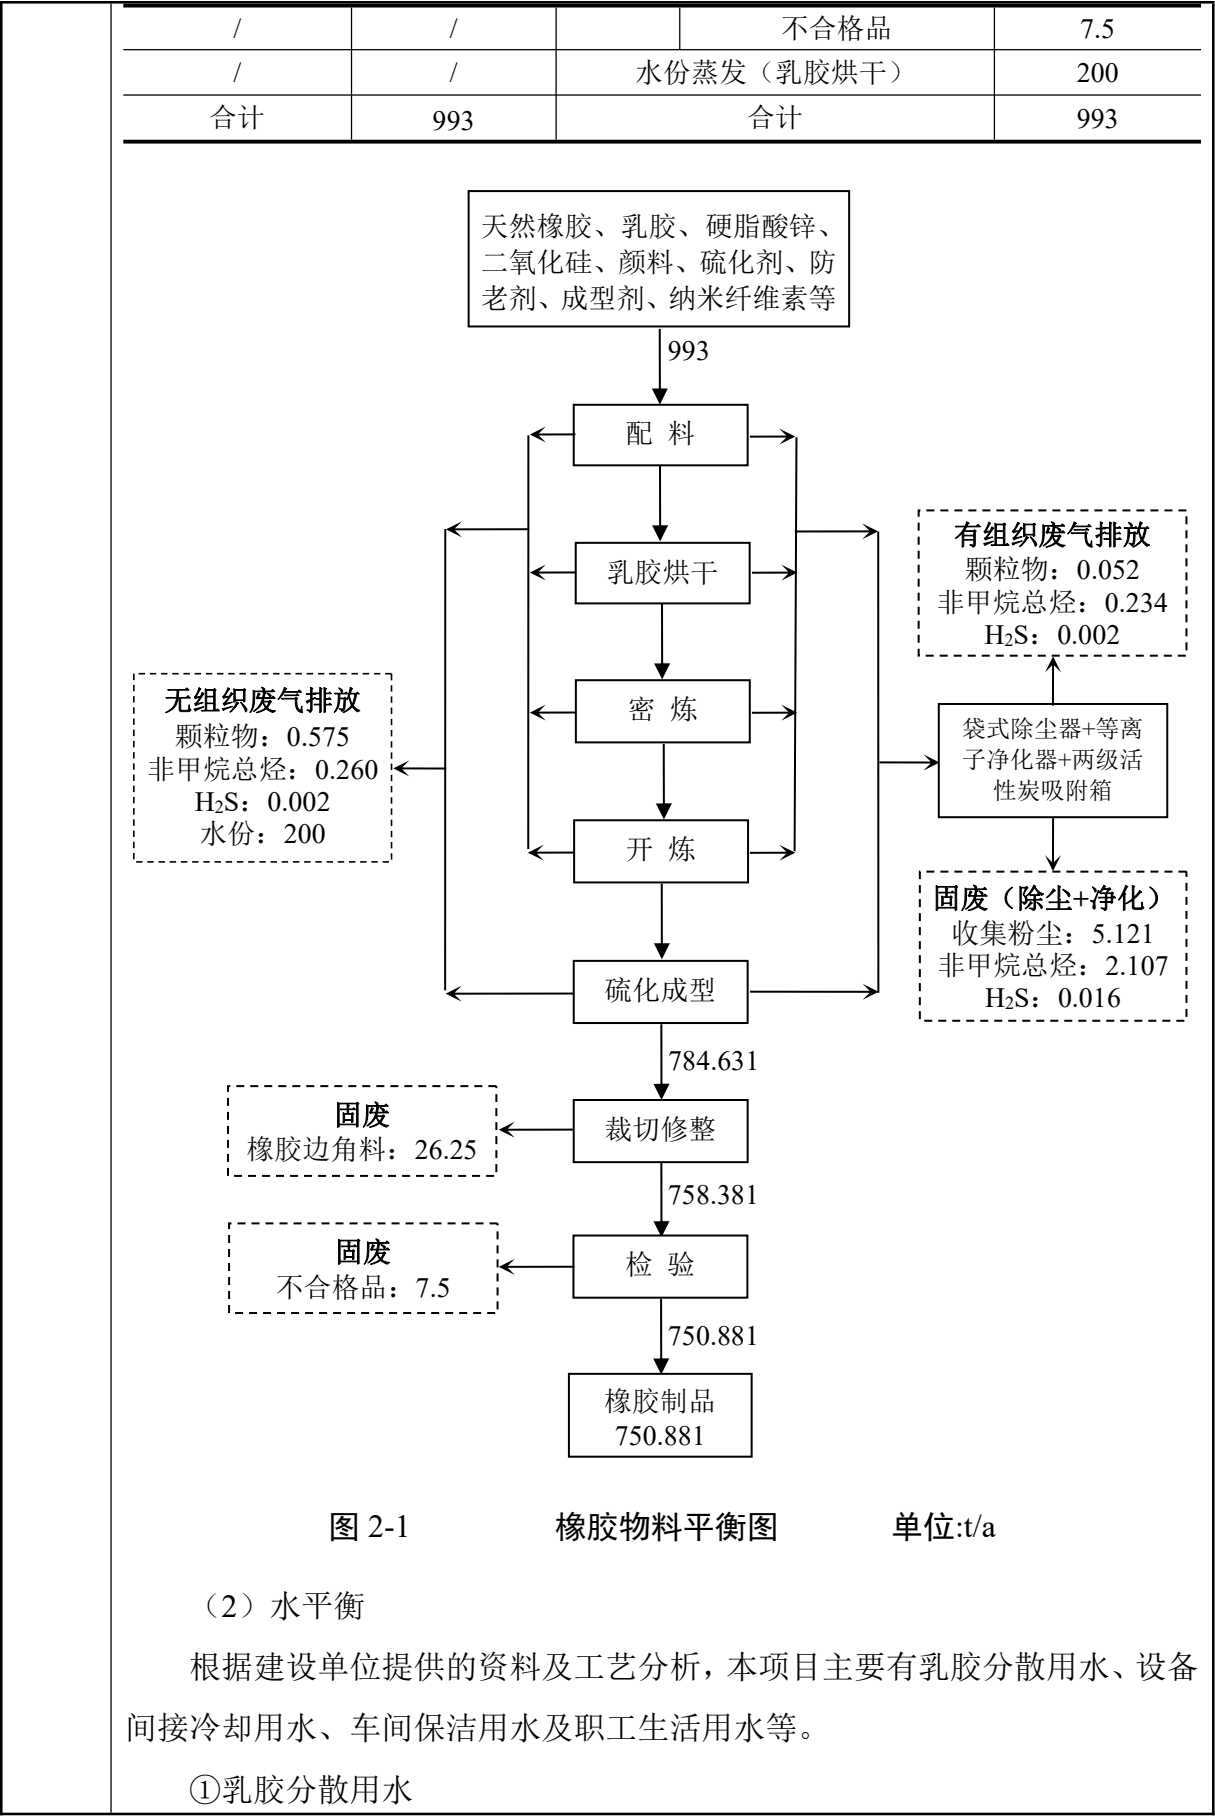 / / 不合格品 7.5
/ / 水份蒸发（乳胶烘干） 200
合计 993 合计 993
天然橡胶、乳胶、硬脂酸锌、
二氧化硅、颜料、硫化剂、防
老剂、成型剂、纳米纤维素等
993
配 料
乳胶烘干
密 炼
开 炼
硫化成型
无组织废气排放
颗粒物：0.575
非甲烷总烃：0.260
H₂S：0.002
水份：200
有组织废气排放
颗粒物：0.052
非甲烷总烃：0.234
H₂S：0.002
袋式除尘器+等离
子净化器+两级活
性炭吸附箱
固废（除尘+净化）
收集粉尘：5.121
非甲烷总烃：2.107
H₂S：0.016
784.631
裁切修整
固废
橡胶边角料：26.25
758.381
检 验
固废
不合格品：7.5
750.881
橡胶制品
750.881
图 2-1 橡胶物料平衡图 单位:t/a
（2）水平衡
根据建设单位提供的资料及工艺分析，本项目主要有乳胶分散用水、设备
间接冷却用水、车间保洁用水及职工生活用水等。
①乳胶分散用水